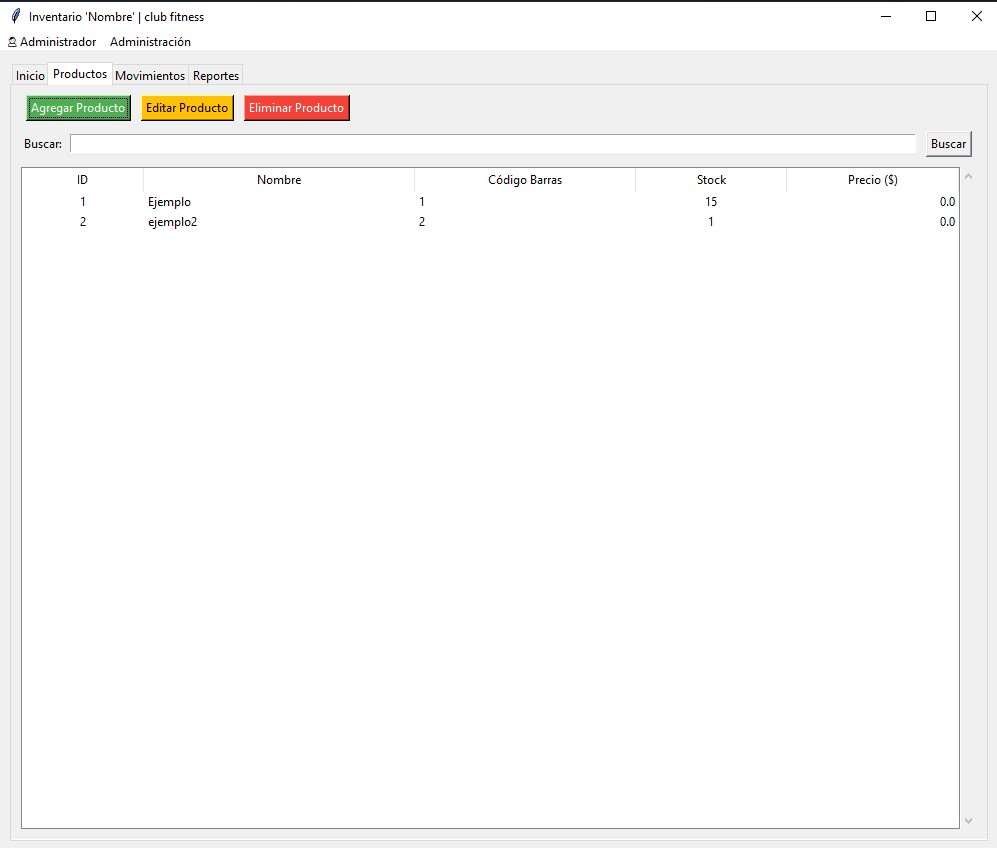 Inventario 'Nombre' | club fitness
Administrador Administración
Inicio Productos Movimientos Reportes
Agregar Producto Editar Producto Eliminar Producto
Buscar: Buscar
ID Nombre Código Barras Stock Precio ($)
1 Ejemplo 1 15 0.0
2 ejemplo2 2 1 0.0